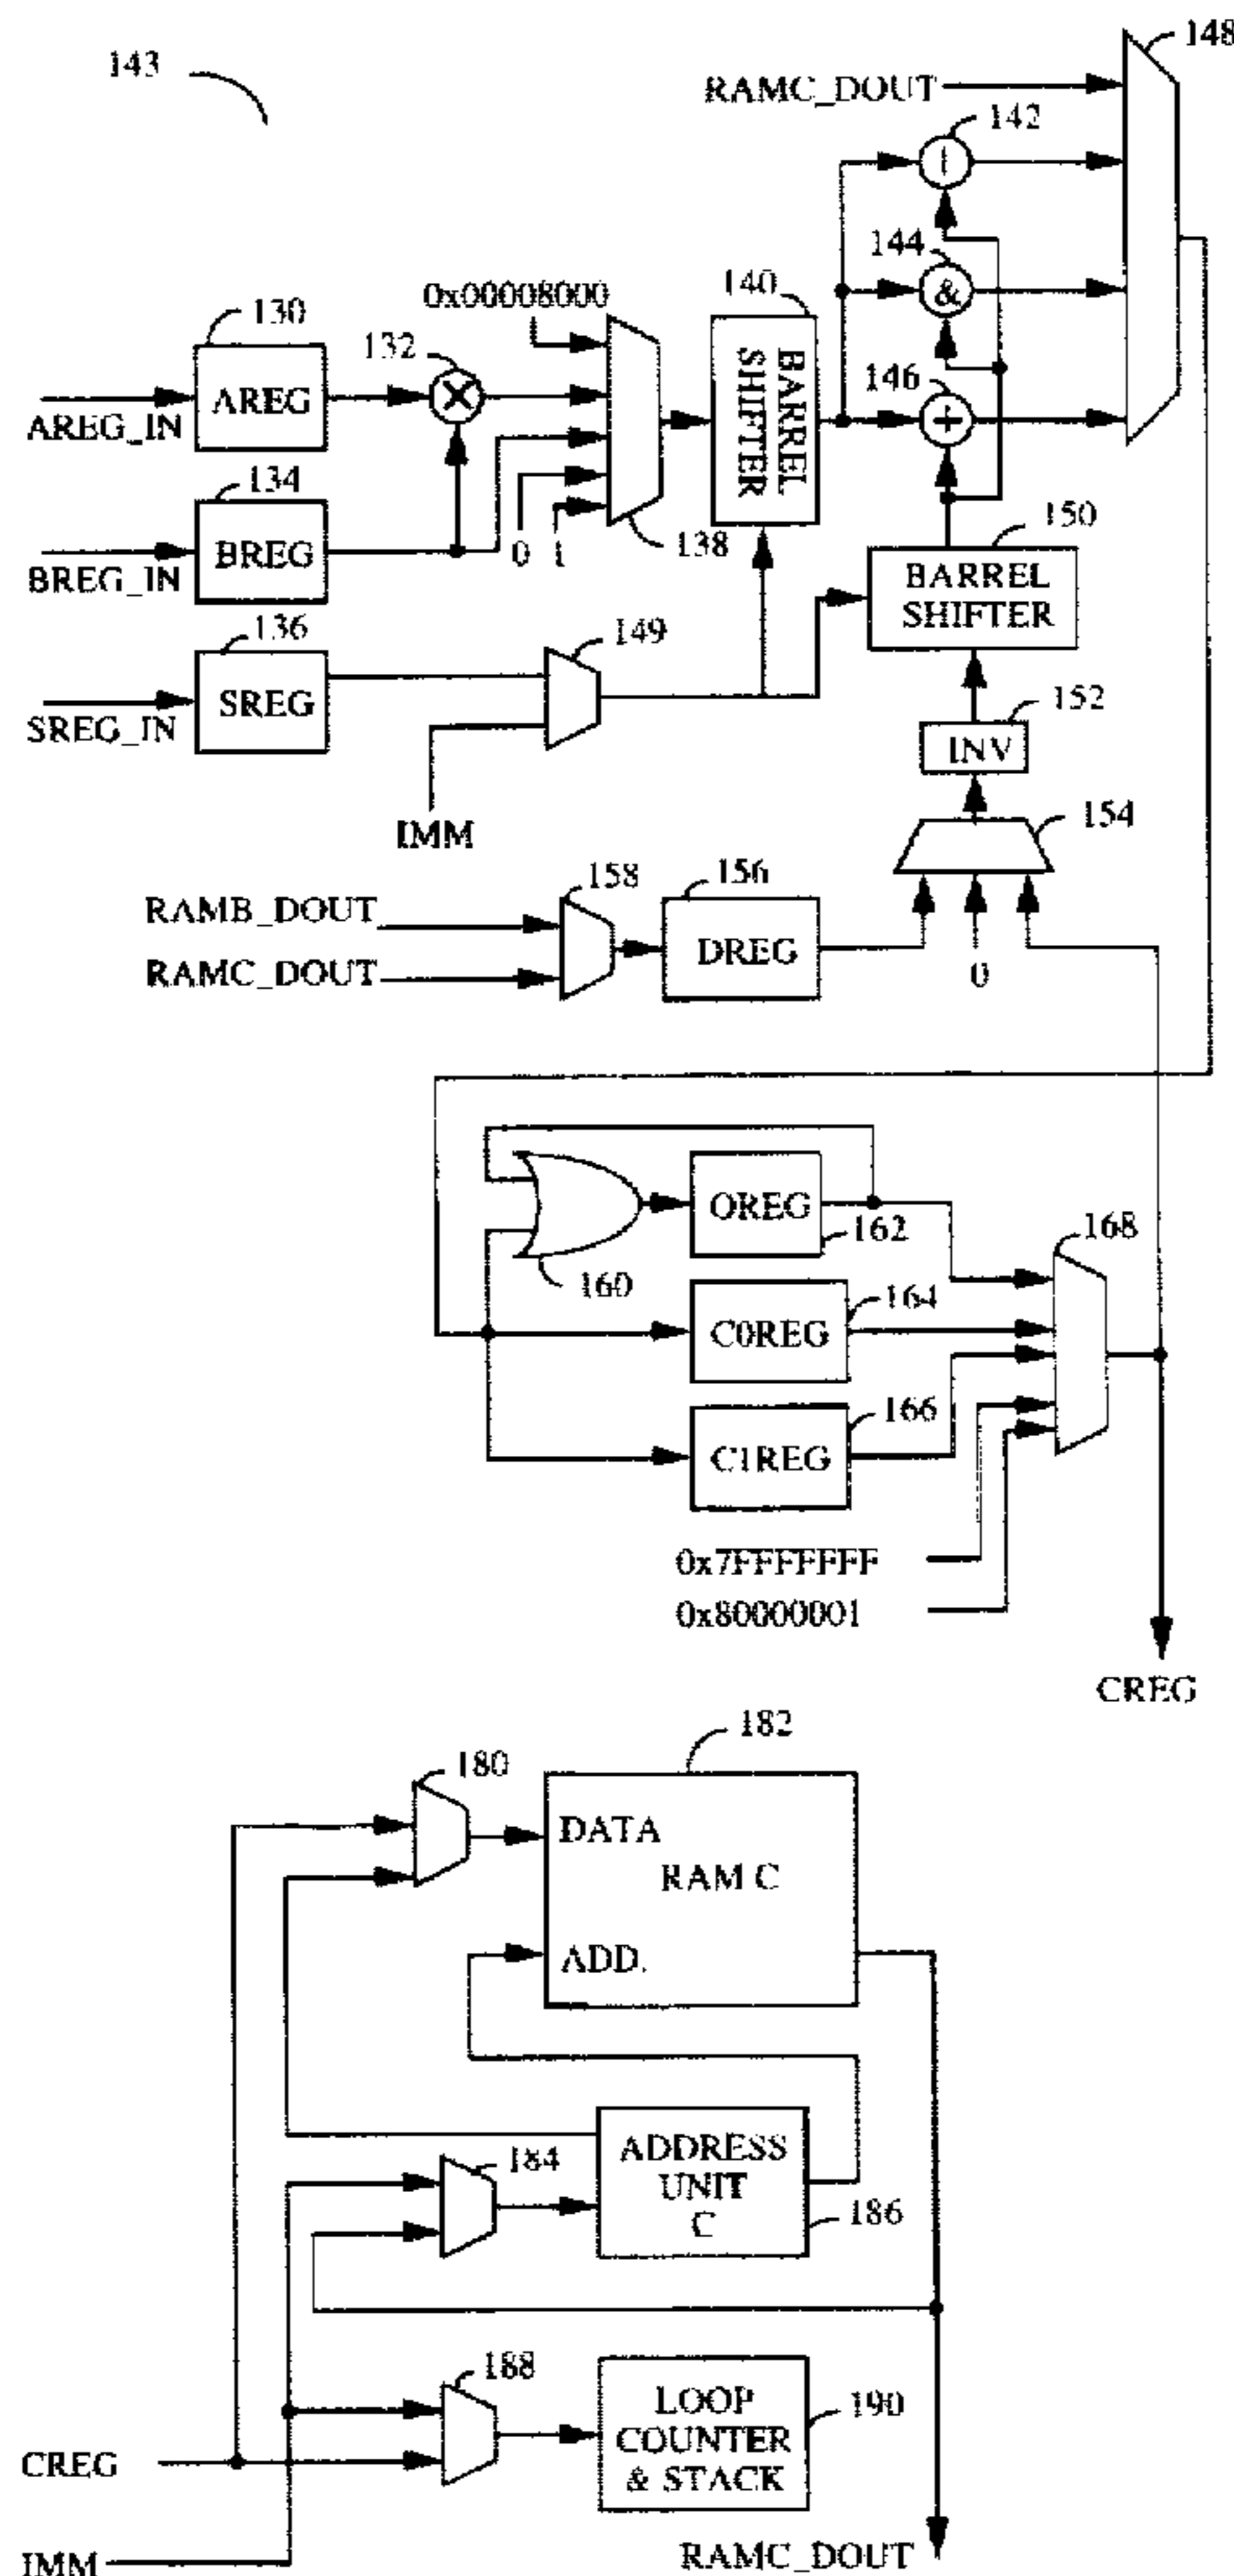 148
143
RAMC_DOUT
142
|
144
&
0x00008000
140
BARREL
SHIFTER
130
132
146
AREG
AREG_IN
134
BREG
BREG_IN
0
1
138
150
BARREL
SHIFTER
136
149
SREG
SREG_IN
152
INV
IMM
154
158
156
RAMB_DOUT
DREG
RAMC_DOUT
0
OREG
162
168
160
164
C0REG
166
C1REG
0x7FFFFFFF
0x80000001
CREG
182
180
DATA
RAM C
ADD.
184
ADDRESS
UNIT
C
186
188
LOOP
COUNTER
& STACK
190
CREG
IMM
RAMC_DOUT